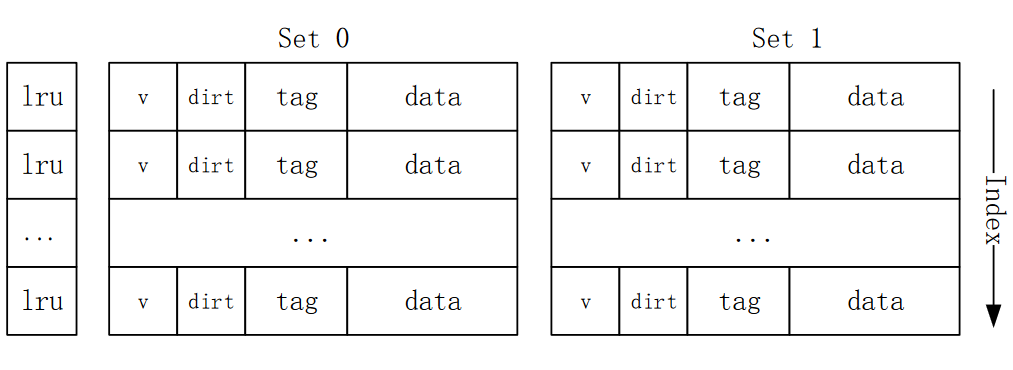 Set 0 Set 1
lru v dirt tag data v dirt tag data
lru v dirt tag data v dirt tag data
... ... ...
lru v dirt tag data v dirt tag data
Index